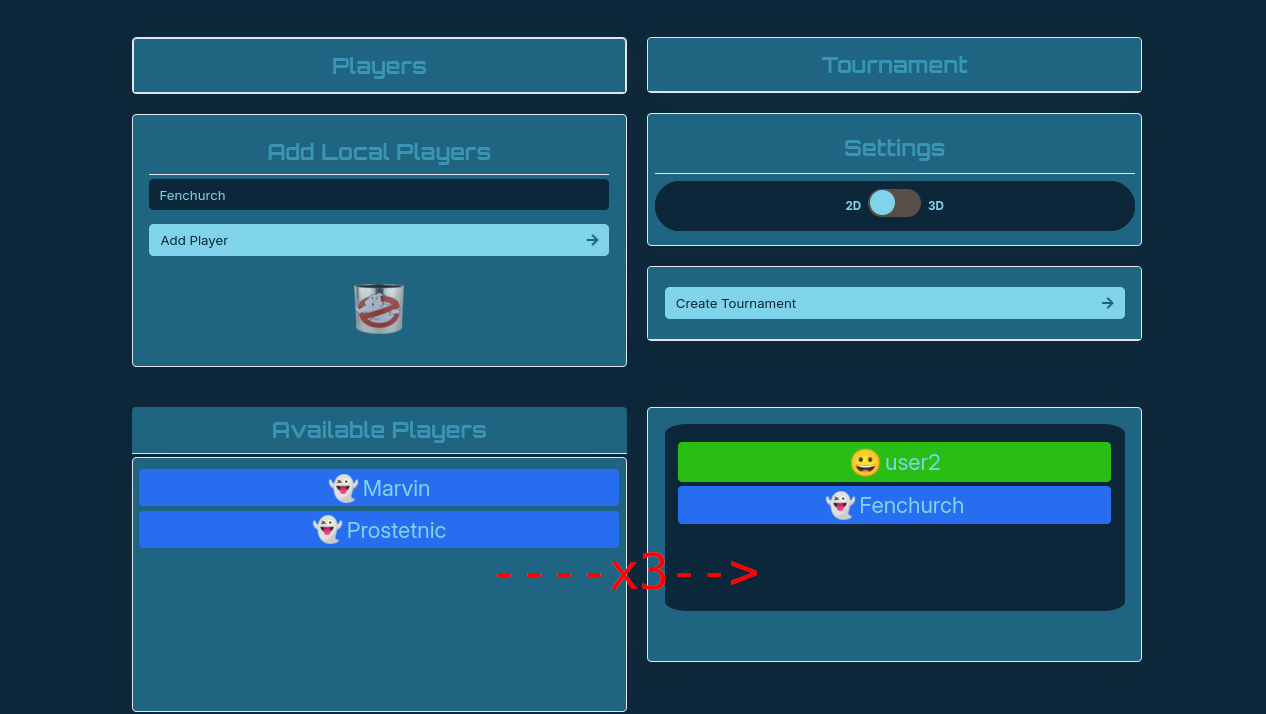 Players
Add Local Players
Fenchurch
Add Player
Tournament
Settings
2D 3D
Create Tournament
Available Players
Marvin
Prostetnic
user2
Fenchurch
----x3-->